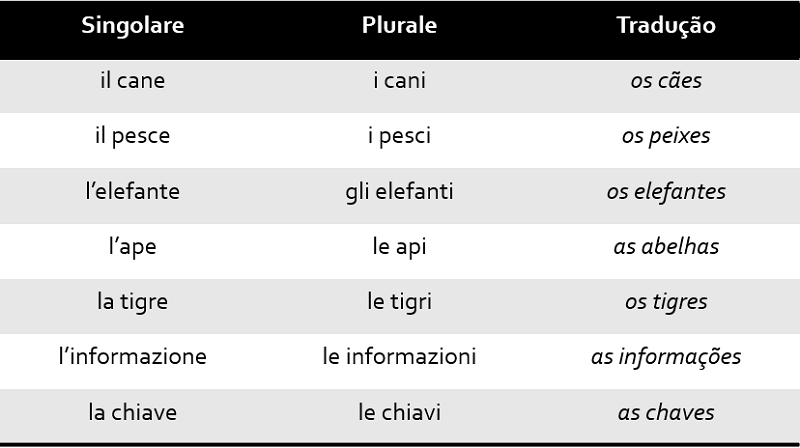 Singolare Plurale Tradução
il cane i cani os cães
il pesce i pesci os peixes
l’elefante gli elefanti os elefantes
l’ape le api as abelhas
la tigre le tigri os tigres
l’informazione le informazioni as informações
la chiave le chiavi as chaves